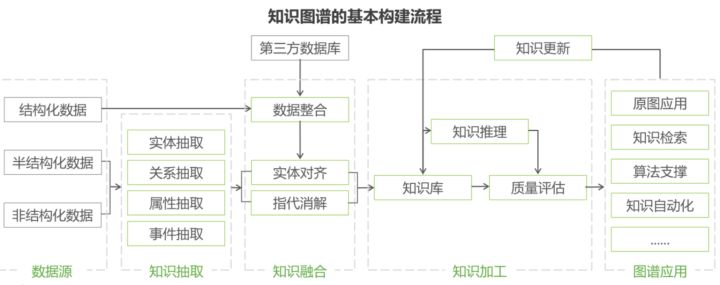 知识图谱的基本构建流程
第三方数据库
知识更新
结构化数据
数据整合
原图应用
实体抽取
知识推理
知识检索
半结构化数据
关系抽取
实体对齐
算法支撑
知识库
质量评估
非结构化数据
属性抽取
指代消解
知识自动化
事件抽取
......
数据源
知识抽取
知识融合
知识加工
图谱应用